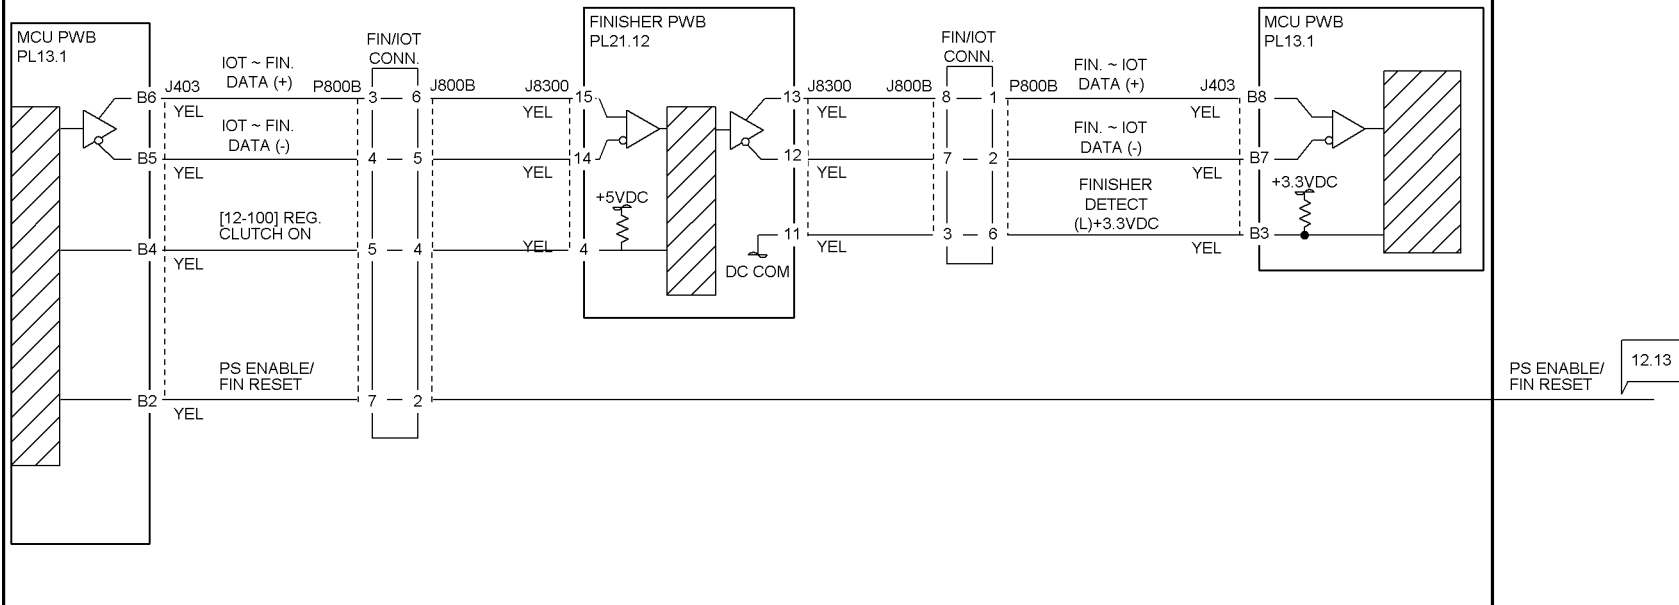 MCU PWB
PL13.1
FIN/IOT
CONN.
FINISHER PWB
PL21.12
FIN/IOT
CONN.
MCU PWB
PL13.1
IOT ~ FIN.
DATA (+)
FIN. ~ IOT
DATA (+)
B6 J403 P800B 3 6 J800B J8300 15 13 J8300 J800B 8 1 P800B J403 B8
YEL YEL YEL YEL
IOT ~ FIN.
DATA (-)
FIN. ~ IOT
DATA (-)
B5 4 5 14 12 7 2 B7
YEL YEL YEL YEL
+5VDC
+3.3VDC
FINISHER
DETECT
(L)+3.3VDC
[12-100] REG.
CLUTCH ON
11 3 6 B3
YEL YEL
B4 5 4 YEL 4
YEL
DC COM
PS ENABLE/
FIN RESET
B2 7 2
YEL
PS ENABLE/
FIN RESET
12.13